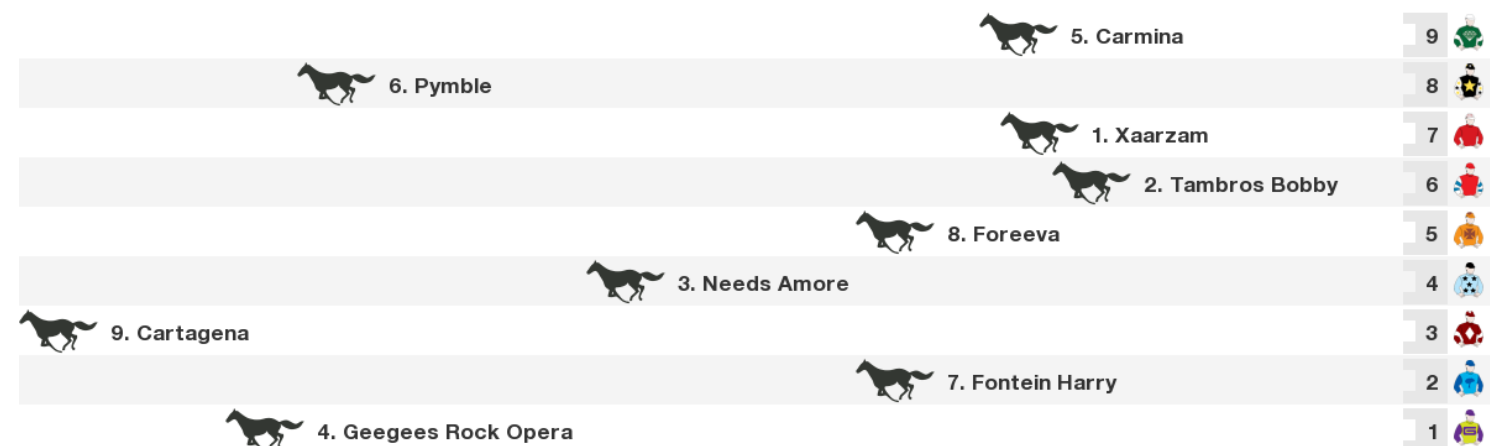 5. Carmina 9
6. Pymble 8
1. Xaarzam 7
2. Tambros Bobby 6
8. Foreeva 5
3. Needs Amore 4
9. Cartagena 3
7. Fontein Harry 2
4. Geegees Rock Opera 1